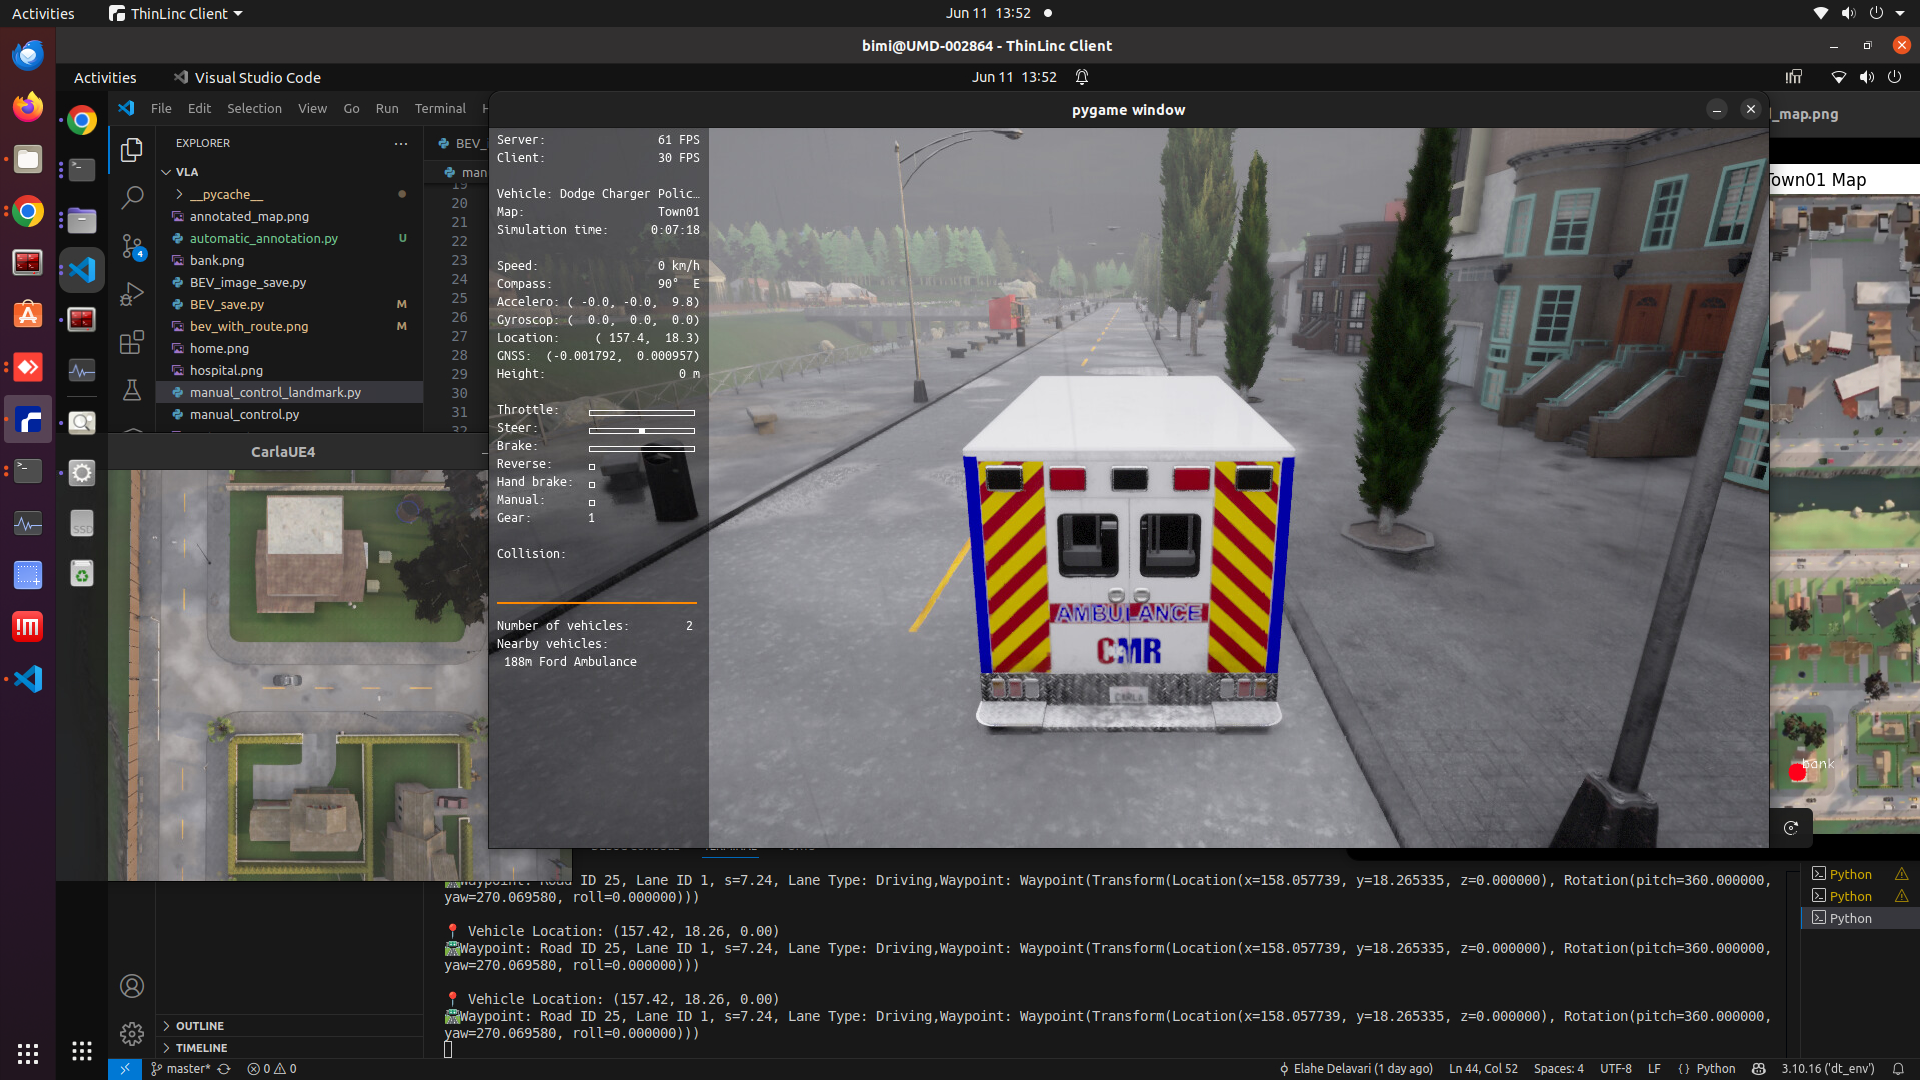 Activities
ThinLinc Client
Jun 11 13:52
bimi@UMD-002864 - ThinLinc Client
Activities
Visual Studio Code
Jun 11 13:52
File Edit Selection View Go Run Terminal H
pygame window
_map.png
EXPLORER
BEV_
VLA
man
__pycache__
annotated_map.png
automatic_annotation.py U
bank.png
BEV_image_save.py
BEV_save.py M
bev_with_route.png M
home.png
hospital.png
manual_control_landmark.py
manual_control.py
19
20
21
22
23
24
25
26
27
28
29
30
31
32
4
SSD
CarlaUE4
Server: 61 FPS
Client: 30 FPS
Vehicle: Dodge Charger Polic…
Map: Town01
Simulation time: 0:07:18
Speed: 0 km/h
Compass: 90° E
Accelero: ( -0.0, -0.0, 9.8)
Gyroscop: ( 0.0, 0.0, 0.0)
Location: ( 157.4, 18.3)
GNSS: (-0.001792, 0.000957)
Height: 0 m
Throttle:
Steer:
Brake:
Reverse:
Hand brake:
Manual:
Gear: 1
Collision:
Number of vehicles: 2
Nearby vehicles:
188m Ford Ambulance
AMBULANCE
CMR
CARLA
Town01 Map
bank
Waypoint: Road ID 25, Lane ID 1, s=7.24, Lane Type: Driving,Waypoint: Waypoint(Transform(Location(x=158.057739, y=18.265335, z=0.000000), Rotation(pitch=360.000000,
yaw=270.069580, roll=0.000000)))
Vehicle Location: (157.42, 18.26, 0.00)
Waypoint: Road ID 25, Lane ID 1, s=7.24, Lane Type: Driving,Waypoint: Waypoint(Transform(Location(x=158.057739, y=18.265335, z=0.000000), Rotation(pitch=360.000000,
yaw=270.069580, roll=0.000000)))
Vehicle Location: (157.42, 18.26, 0.00)
Waypoint: Road ID 25, Lane ID 1, s=7.24, Lane Type: Driving,Waypoint: Waypoint(Transform(Location(x=158.057739, y=18.265335, z=0.000000), Rotation(pitch=360.000000,
yaw=270.069580, roll=0.000000)))
Python
Python
Python
OUTLINE
TIMELINE
master* 0 0
Elahe Delavari (1 day ago) Ln 44, Col 52 Spaces: 4 UTF-8 LF Python 3.10.16 ('dt_env')